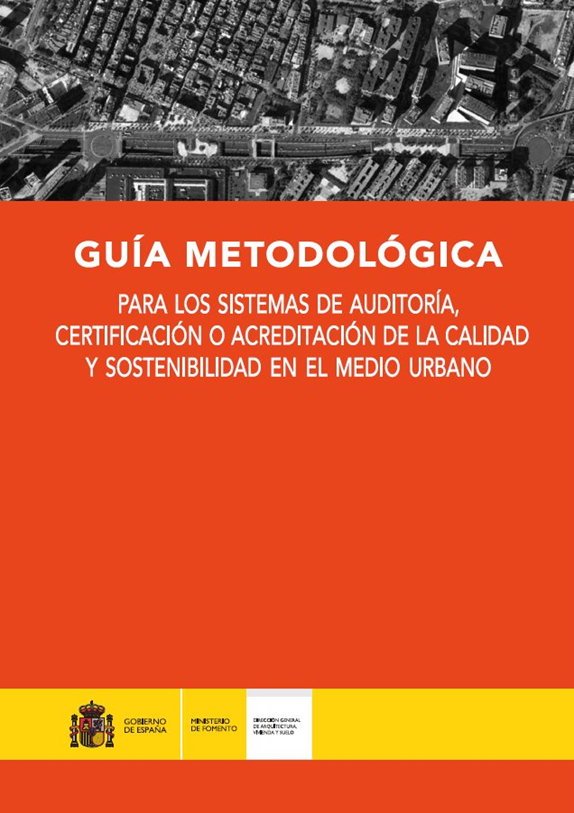 GUÍA METODOLÓGICA
PARA LOS SISTEMAS DE AUDITORÍA,
CERTIFICACIÓN O ACREDITACIÓN DE LA CALIDAD
Y SOSTENIBILIDAD EN EL MEDIO URBANO
GOBIERNO
DE ESPAÑA
MINISTERIO
DE FOMENTO
DIRECCIÓN GENERAL
DE ARQUITECTURA,
VIVIENDA Y SUELO